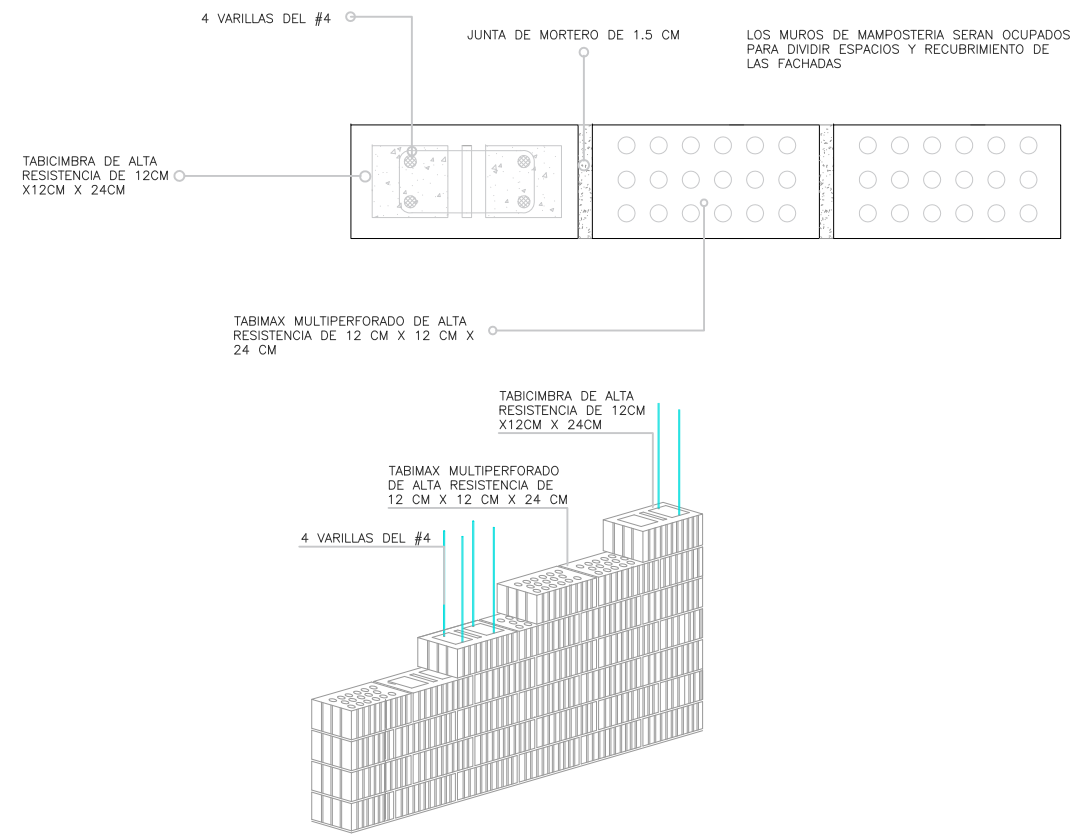 4 VARILLAS DEL #4
JUNTA DE MORTERO DE 1.5 CM
LOS MUROS DE MAMPOSTERIA SERAN OCUPADOS
PARA DIVIDIR ESPACIOS Y RECUBRIMIENTO DE
LAS FACHADAS
TABICIMBRA DE ALTA
RESISTENCIA DE 12CM
X12CM X 24CM
TABIMAX MULTIPERFORADO DE ALTA
RESISTENCIA DE 12 CM X 12 CM X
24 CM
TABICIMBRA DE ALTA
RESISTENCIA DE 12CM
X12CM X 24CM
TABIMAX MULTIPERFORADO
DE ALTA RESISTENCIA DE
12 CM X 12 CM X 24 CM
4 VARILLAS DEL #4